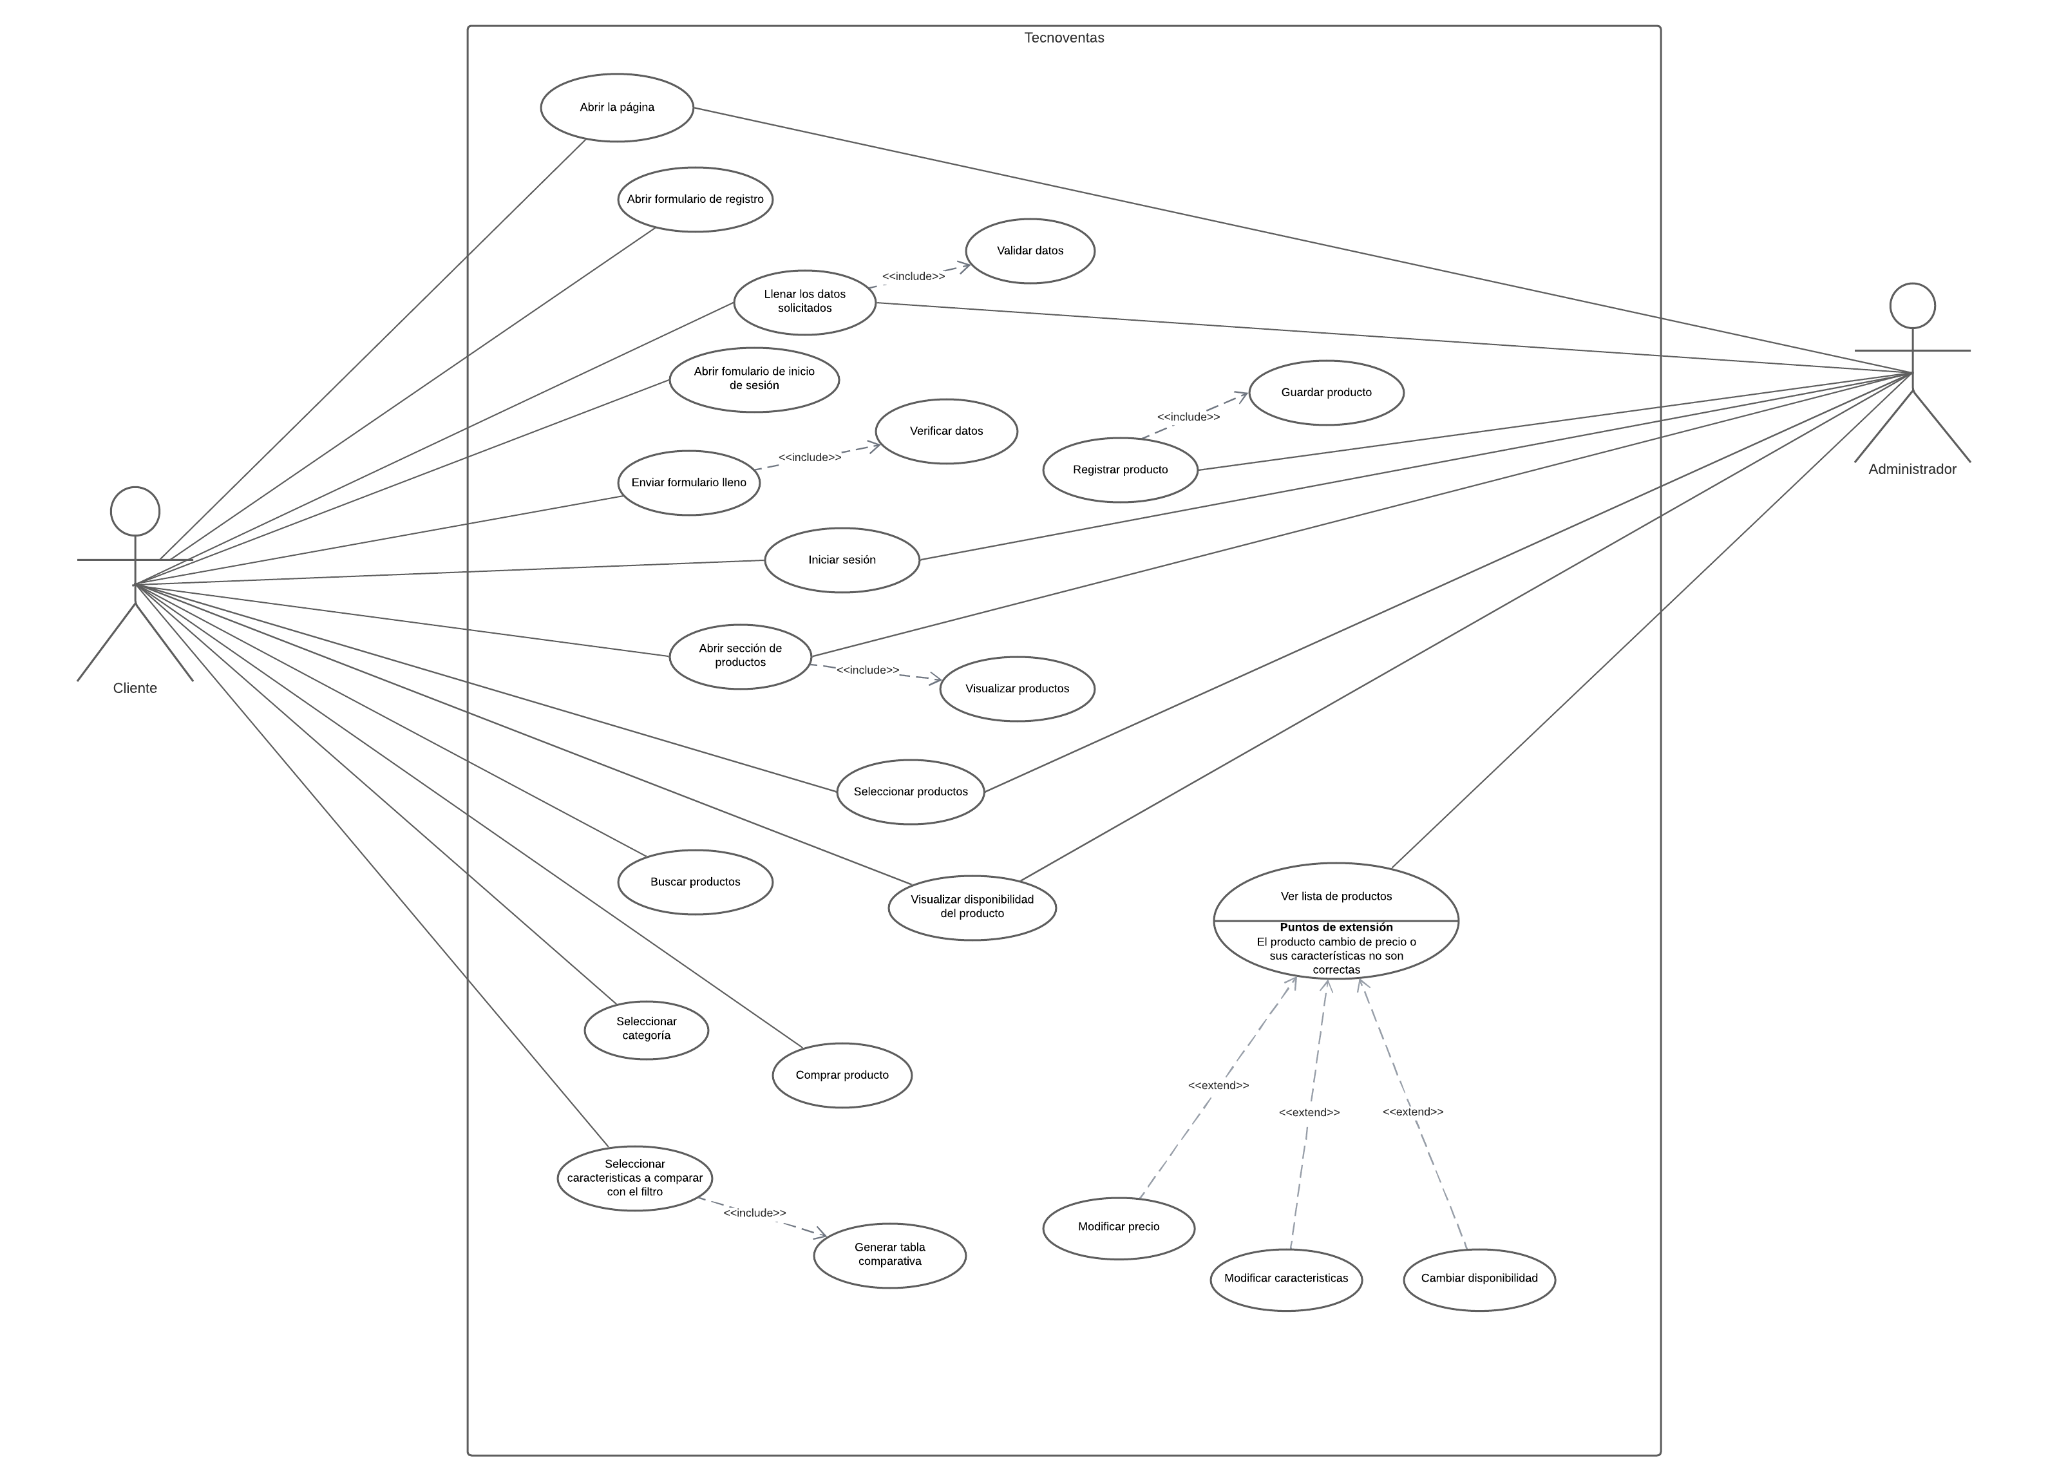 Tecnoventas
Abrir la página
Abrir formulario de registro
Validar datos
<<include>>
Llenar los datos
solicitados
Abrir fomulario de inicio
de sesión
Guardar producto
<<include>>
Verificar datos
<<include>>
Registrar producto
Administrador
Enviar formulario lleno
Iniciar sesión
Abrir sección de
productos
<<include>>
Visualizar productos
Cliente
Seleccionar productos
Buscar productos
Visualizar disponibilidad
del producto
Ver lista de productos
Puntos de extensión
El producto cambio de precio o
sus características no son
correctas
Seleccionar
categoría
Comprar producto
<<extend>>
<<extend>>
<<extend>>
Seleccionar
caracteristicas a comparar
con el filtro
<<include>>
Modificar precio
Generar tabla
comparativa
Modificar caracteristicas
Cambiar disponibilidad